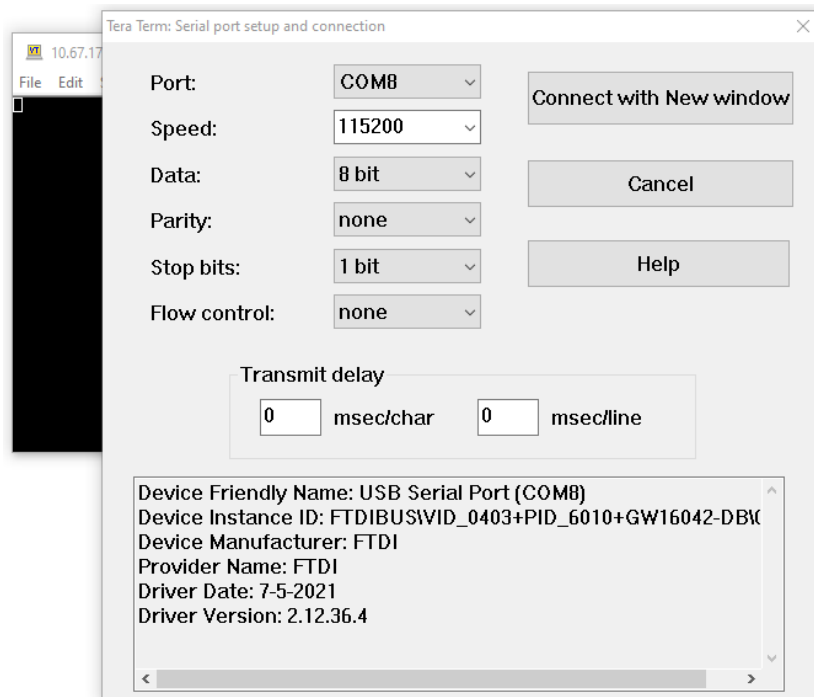 Tera Term: Serial port setup and connection
10.67.17
File Edit
Port: COM8
Connect with New window
Speed: 115200
Data: 8 bit
Cancel
Parity: none
Stop bits: 1 bit
Help
Flow control: none
Transmit delay
0 msec/char 0 msec/line
Device Friendly Name: USB Serial Port (COM8)
Device Instance ID: FTDIBUS\VID_0403+PID_6010+GW16042-DB\
Device Manufacturer: FTDI
Provider Name: FTDI
Driver Date: 7-5-2021
Driver Version: 2.12.36.4